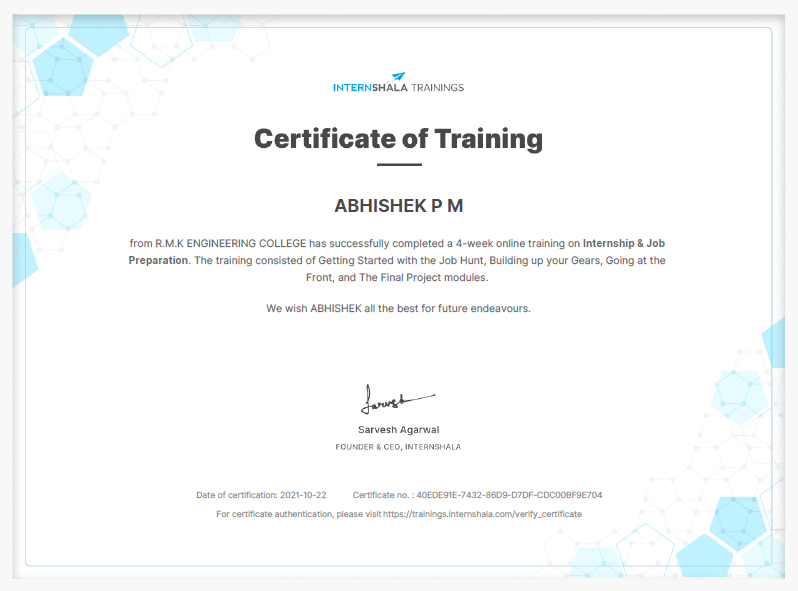 INTERNSHALA TRAININGS
Certificate of Training
ABHISHEK P M
from R.M.K ENGINEERING COLLEGE has successfully completed a 4-week online training on Internship & Job
Preparation. The training consisted of Getting Started with the Job Hunt, Building up your Gears, Going at the
Front, and The Final Project modules.
We wish ABHISHEK all the best for future endeavours.
Sarvesh
Sarvesh Agarwal
FOUNDER & CEO, INTERNSHALA
Date of certification: 2021-10-22 Certificate no. : 40EDE91E-7432-86D9-D7DF-CDC00BF9E704
For certificate authentication, please visit https://trainings.internshala.com/verify_certificate